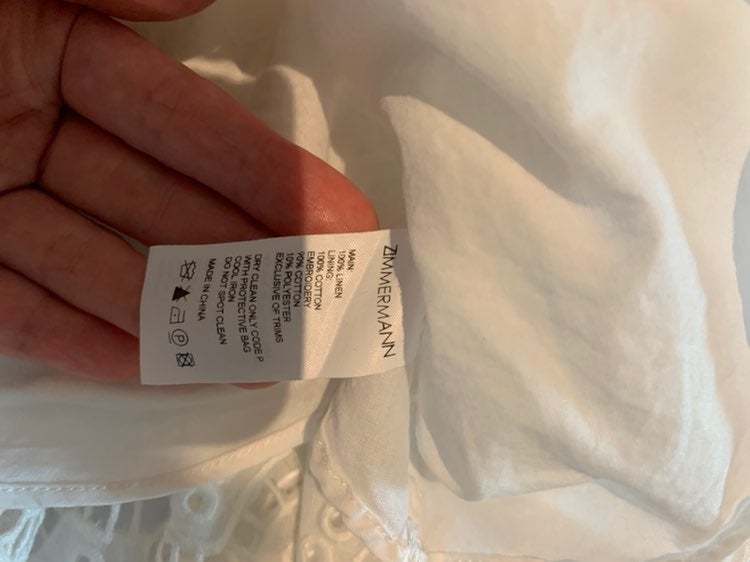 ZIMMERMANN
MAIN:
100% LINEN
LINING:
100% COTTON
EMBROIDERY
90% COTTON
10% POLYESTER
EXCLUSIVE OF TRIMS
DRY CLEAN ONLY CODE P
WITH PROTECTIVE BAG
COOL IRON
DO NOT SPOT CLEAN
MADE IN CHINA
P